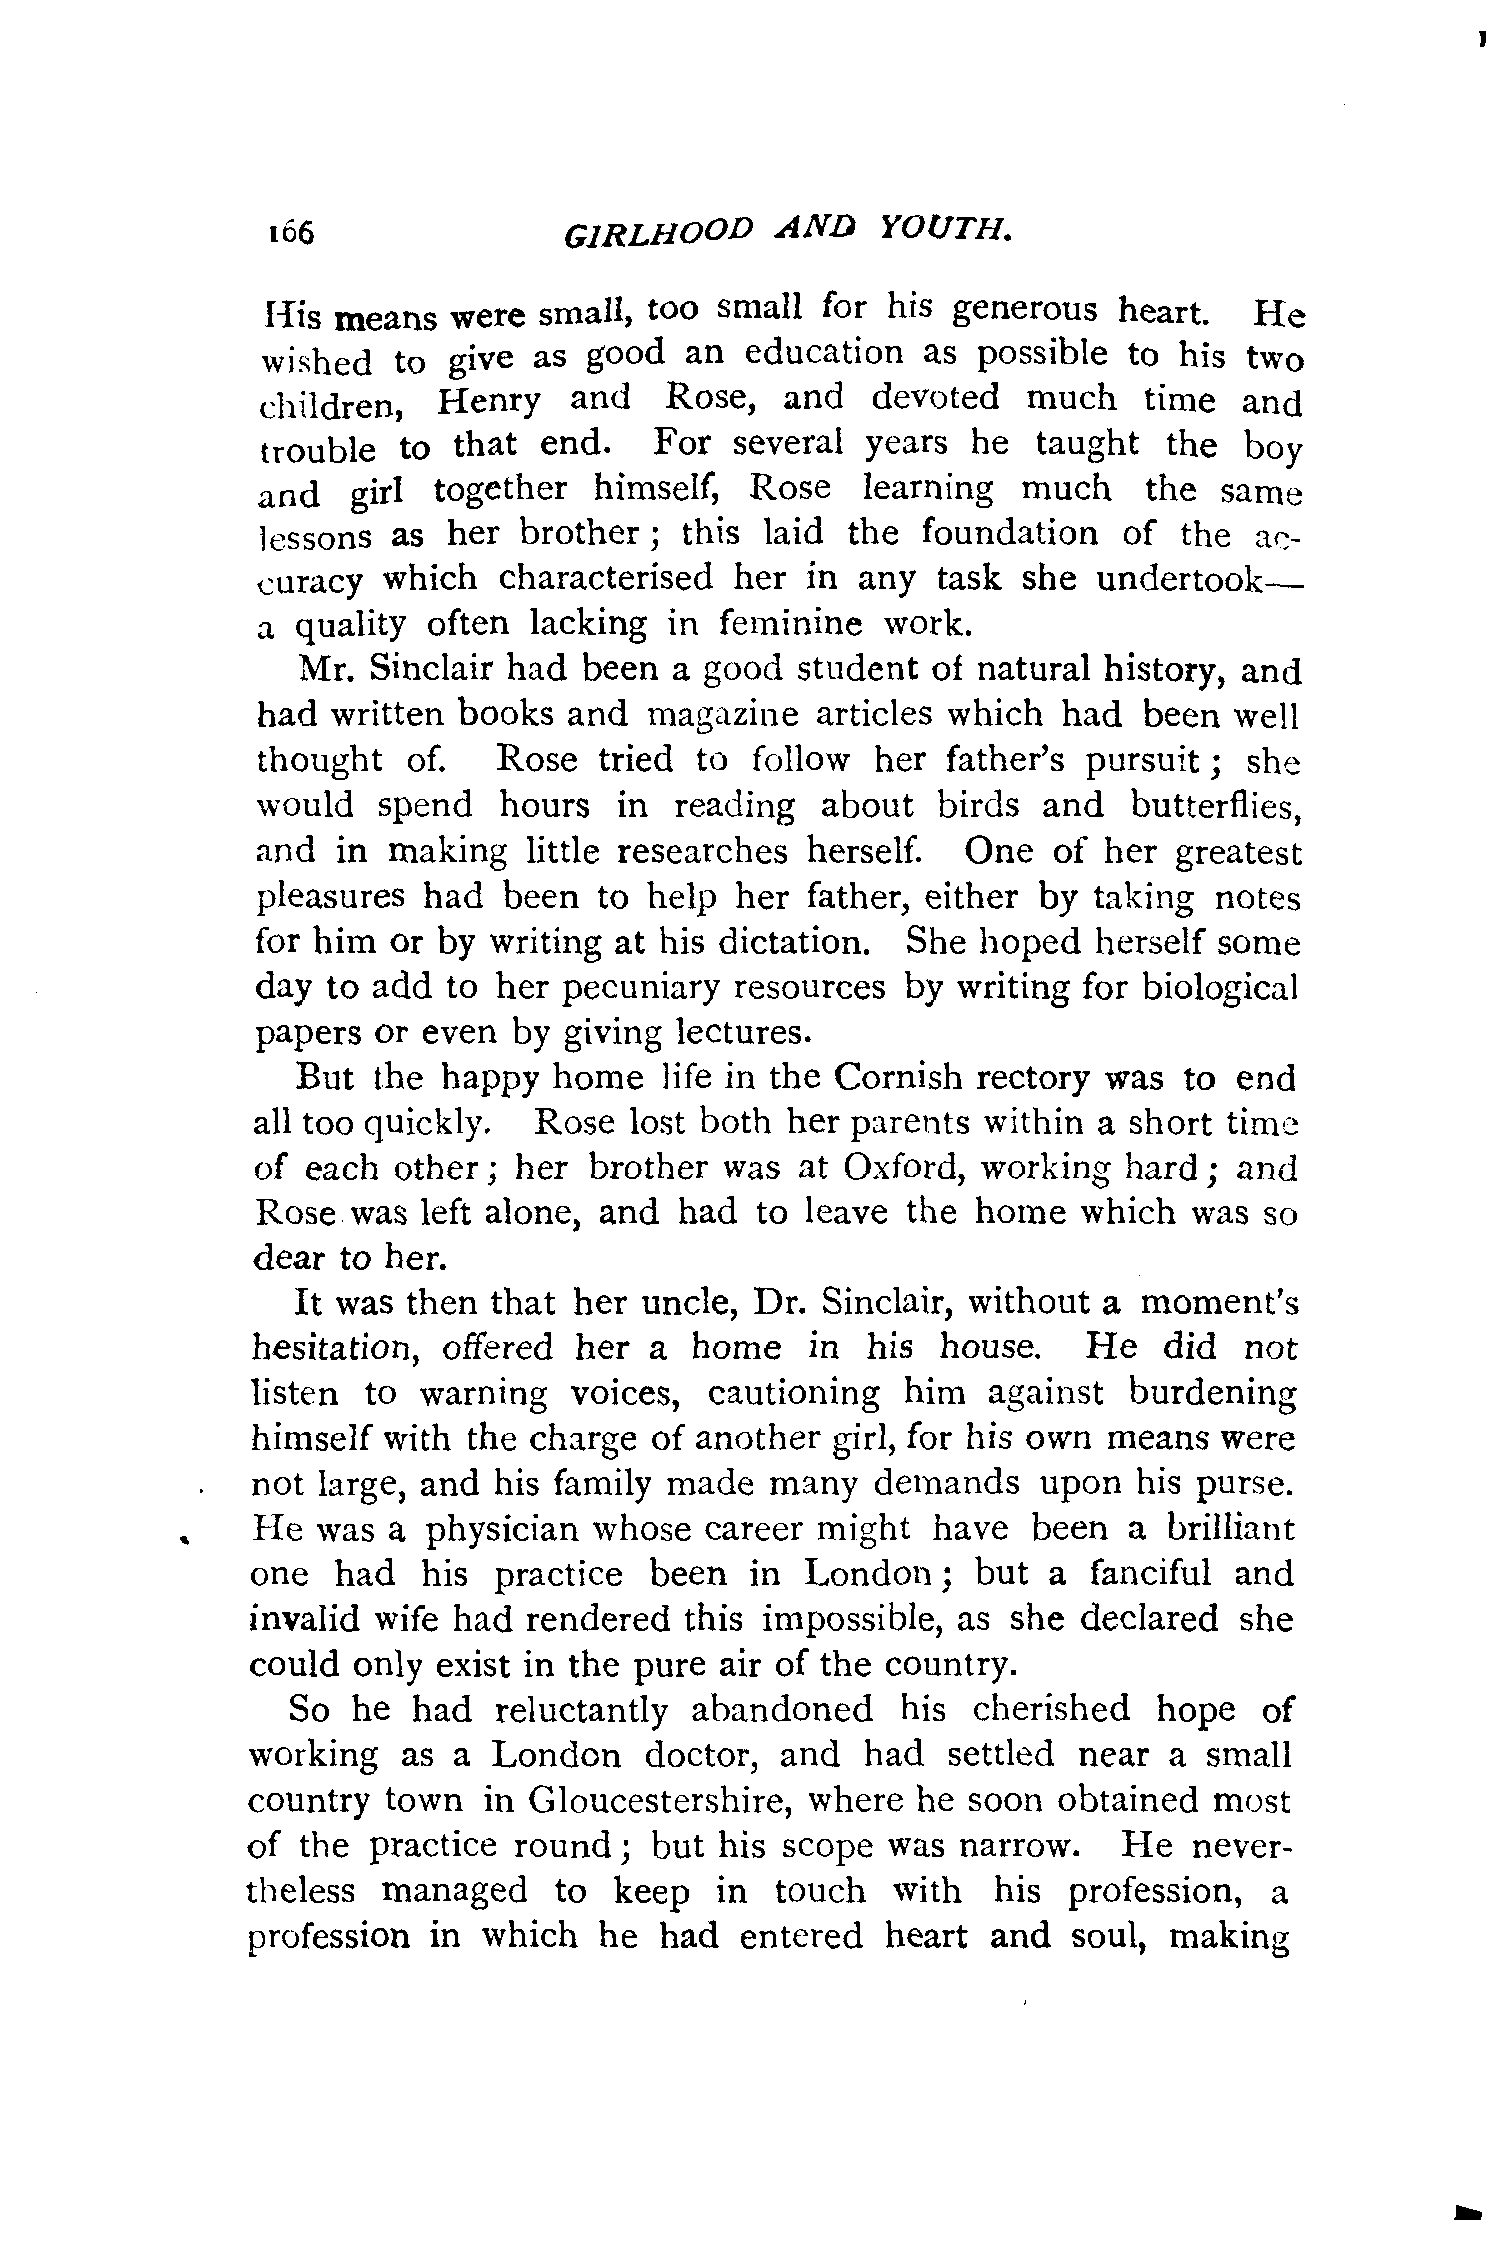 166 GIRLHOOD AND YOUTH.
His means were small, too small for his generous heart. He
wished to give as good an education as possible to his two
children, Henry and Rose, and devoted much time and
trouble to that end. For several years he taught the boy
and girl together himself, Rose learning much the same
lessons as her brother; this laid the foundation of the ac-
curacy which characterised her in any task she undertook—
a quality often lacking in feminine work.
Mr. Sinclair had been a good student of natural history, and
had written books and magazine articles which had been well
thought of. Rose tried to follow her father's pursuit; she
would spend hours in reading about birds and butterflies,
and in making little researches herself. One of her greatest
pleasures had been to help her father, either by taking notes
for him or by writing at his dictation. She hoped herself some
day to add to her pecuniary resources by writing for biological
papers or even by giving lectures.
But the happy home life in the Cornish rectory was to end
all too quickly. Rose lost both her parents within a short time
of each other; her brother was at Oxford, working hard; and
Rose was left alone, and had to leave the home which was so
dear to her.
It was then that her uncle, Dr. Sinclair, without a moment's
hesitation, offered her a home in his house. He did not
listen to warning voices, cautioning him against burdening
himself with the charge of another girl, for his own means were
not large, and his family made many demands upon his purse.
He was a physician whose career might have been a brilliant
one had his practice been in London; but a fanciful and
invalid wife had rendered this impossible, as she declared she
could only exist in the pure air of the country.
So he had reluctantly abandoned his cherished hope of
working as a London doctor, and had settled near a small
country town in Gloucestershire, where he soon obtained most
of the practice round; but his scope was narrow. He never-
theless managed to keep in touch with his profession, a
profession in which he had entered heart and soul, making